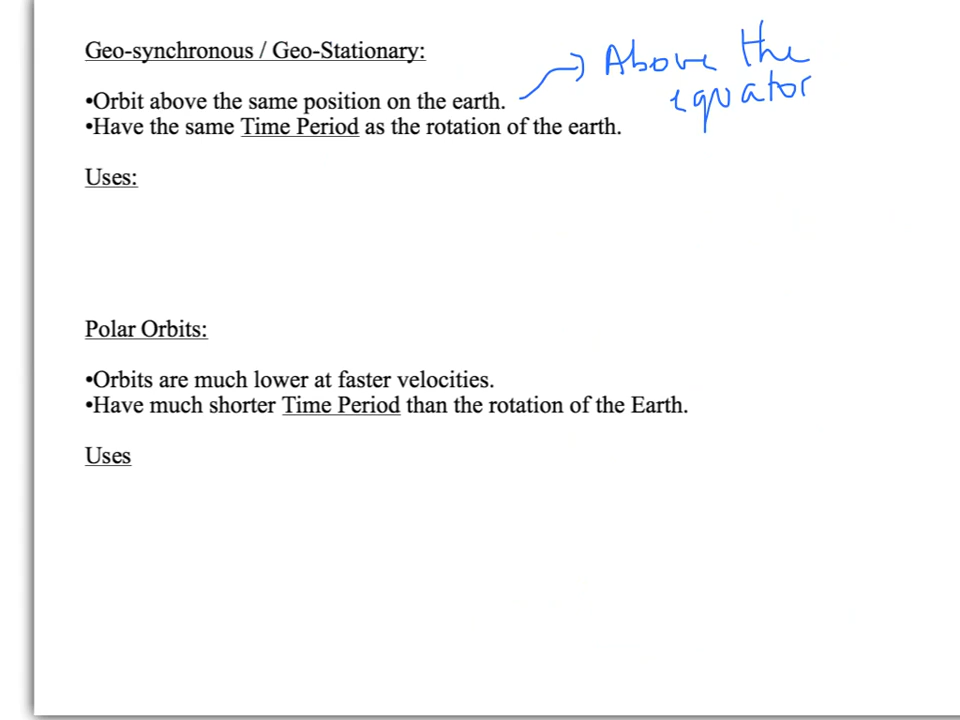 Geo-synchronous / Geo-Stationary:
•Orbit above the same position on the earth.
Above the
equator
•Have the same Time Period as the rotation of the earth.
Uses:
Polar Orbits:
•Orbits are much lower at faster velocities.
•Have much shorter Time Period than the rotation of the Earth.
Uses